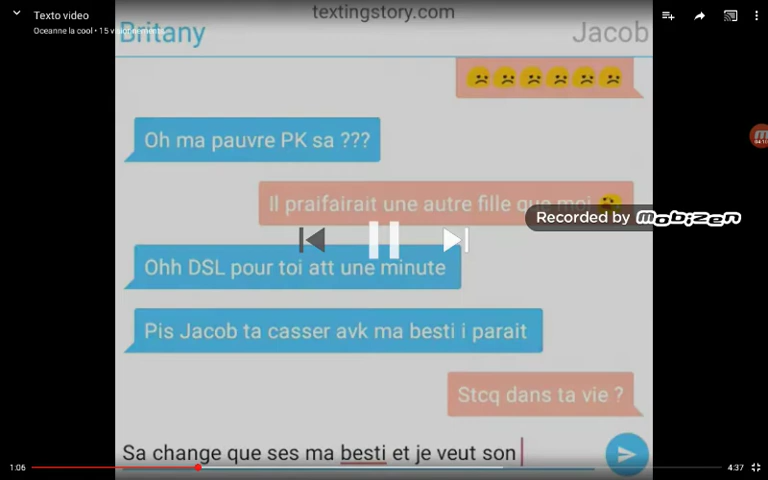 textingstory.com
Texto video
Oceanne la cool • 15
Britany
Jacob
Oh ma pauvre PK sa ???
Il praifairait une autre fille que moi
Recorded by MOBIZEN
Ohh DSL pour toi att une minute
Pis Jacob ta casser avk ma besti i parait
Stcq dans ta vie ?
Sa change que ses ma besti et je veut son
1:06
4:37